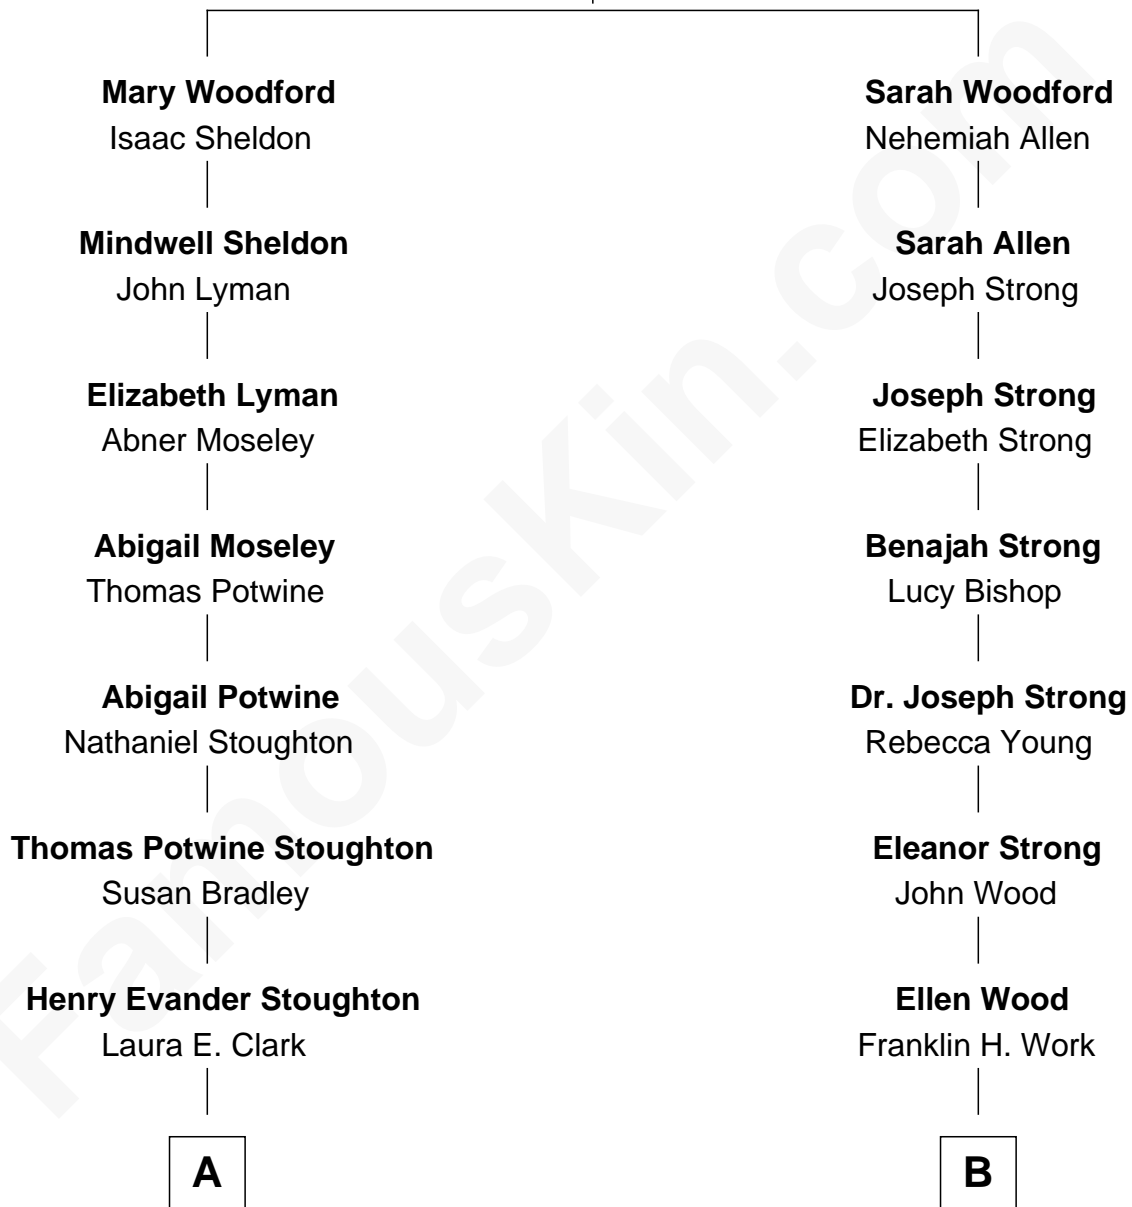 Mary Woodford
Isaac Sheldon
Mindwell Sheldon
John Lyman
Elizabeth Lyman
Abner Moseley
Abigail Moseley
Thomas Potwine
Abigail Potwine
Nathaniel Stoughton
Thomas Potwine Stoughton
Susan Bradley
Henry Evander Stoughton
Laura E. Clark
A
Sarah Woodford
Nehemiah Allen
Sarah Allen
Joseph Strong
Joseph Strong
Elizabeth Strong
Benajah Strong
Lucy Bishop
Dr. Joseph Strong
Rebecca Young
Eleanor Strong
John Wood
Ellen Wood
Franklin H. Work
B
FamousKin.com